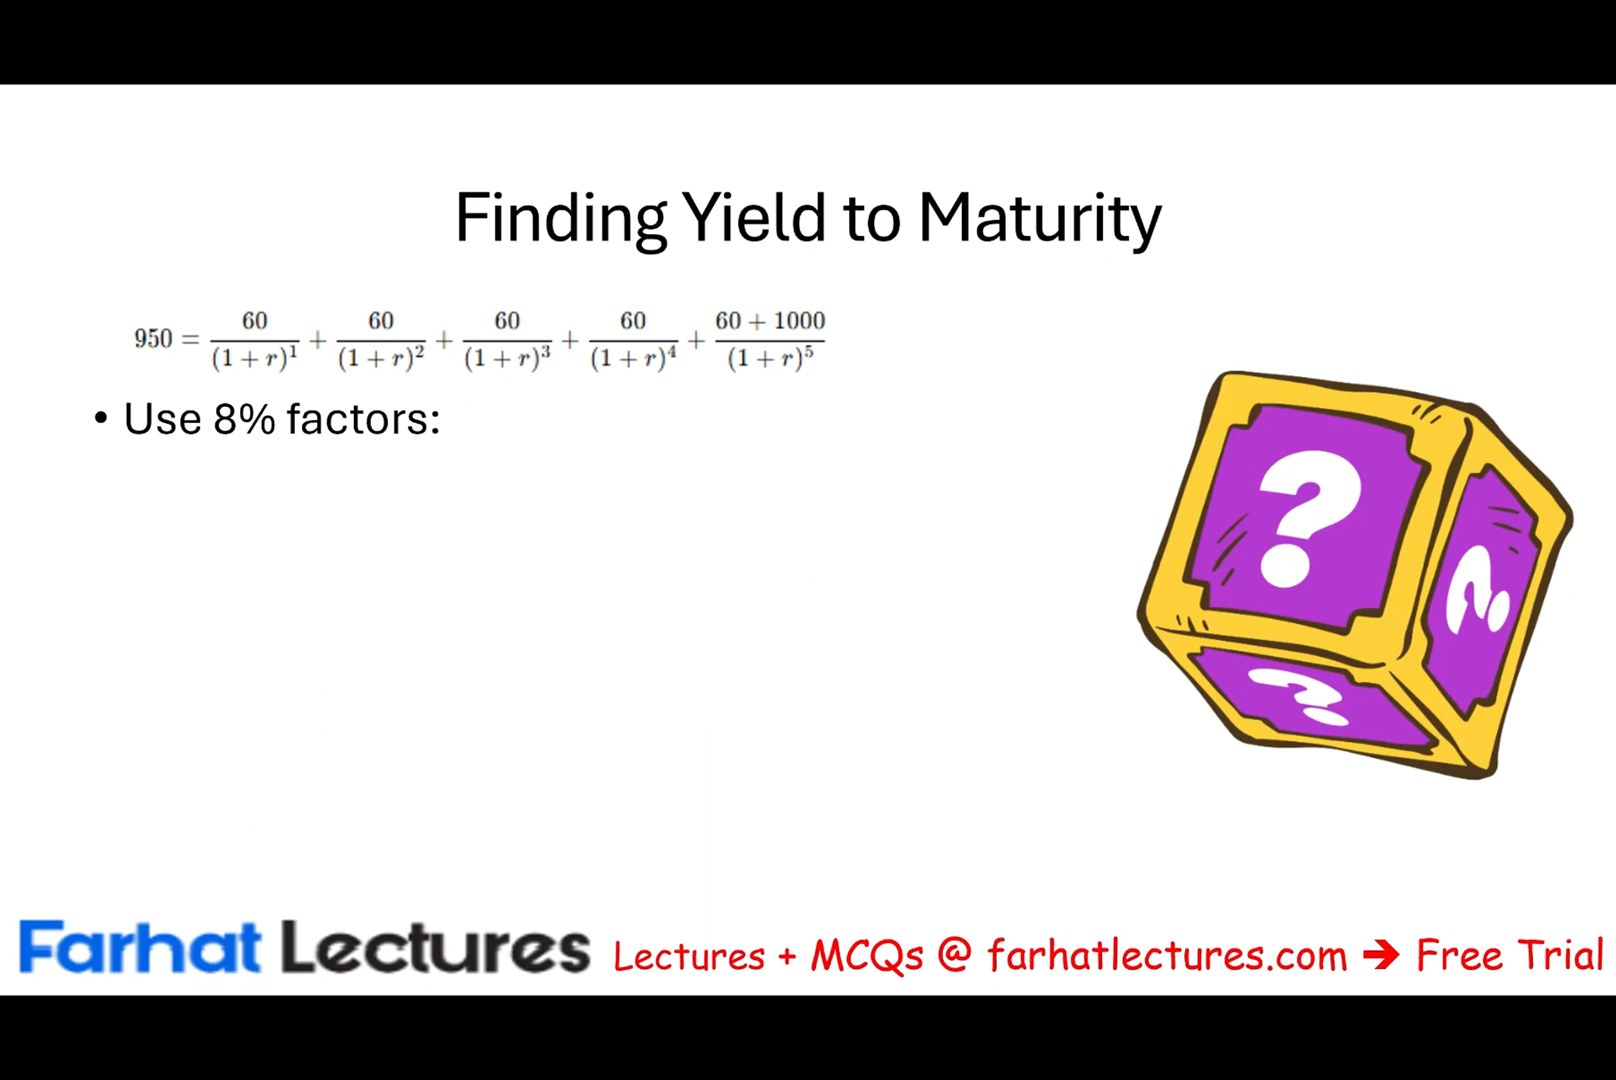 Finding Yield to Maturity
950 = 60/(1 + r)^1 + 60/(1 + r)^2 + 60/(1 + r)^3 + 60/(1 + r)^4 + (60 + 1000)/(1 + r)^5
• Use 8% factors:
?
?
?
Farhat Lectures Lectures + MCQs @ farhatlectures.com → Free Trial